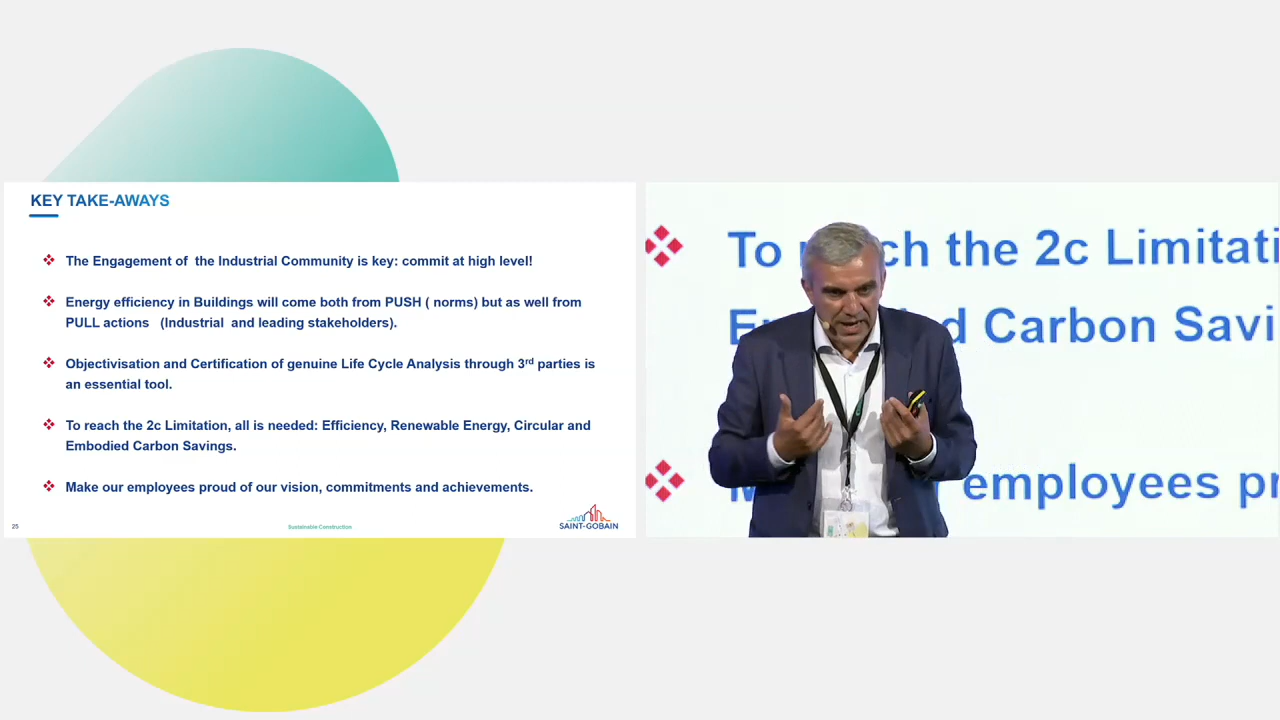 KEY TAKE-AWAYS
The Engagement of the Industrial Community is key: commit at high level!
Energy efficiency in Buildings will come both from PUSH ( norms) but as well from
PULL actions (Industrial and leading stakeholders).
Objectivisation and Certification of genuine Life Cycle Analysis through 3rd parties is
an essential tool.
To reach the 2c Limitation, all is needed: Efficiency, Renewable Energy, Circular and
Embodied Carbon Savings.
Make our employees proud of our vision, commitments and achievements.
25
Sustainable Construction
SAINT-GOBAIN
To ch the 2c Limitati
d Carbon Savi
employees pr